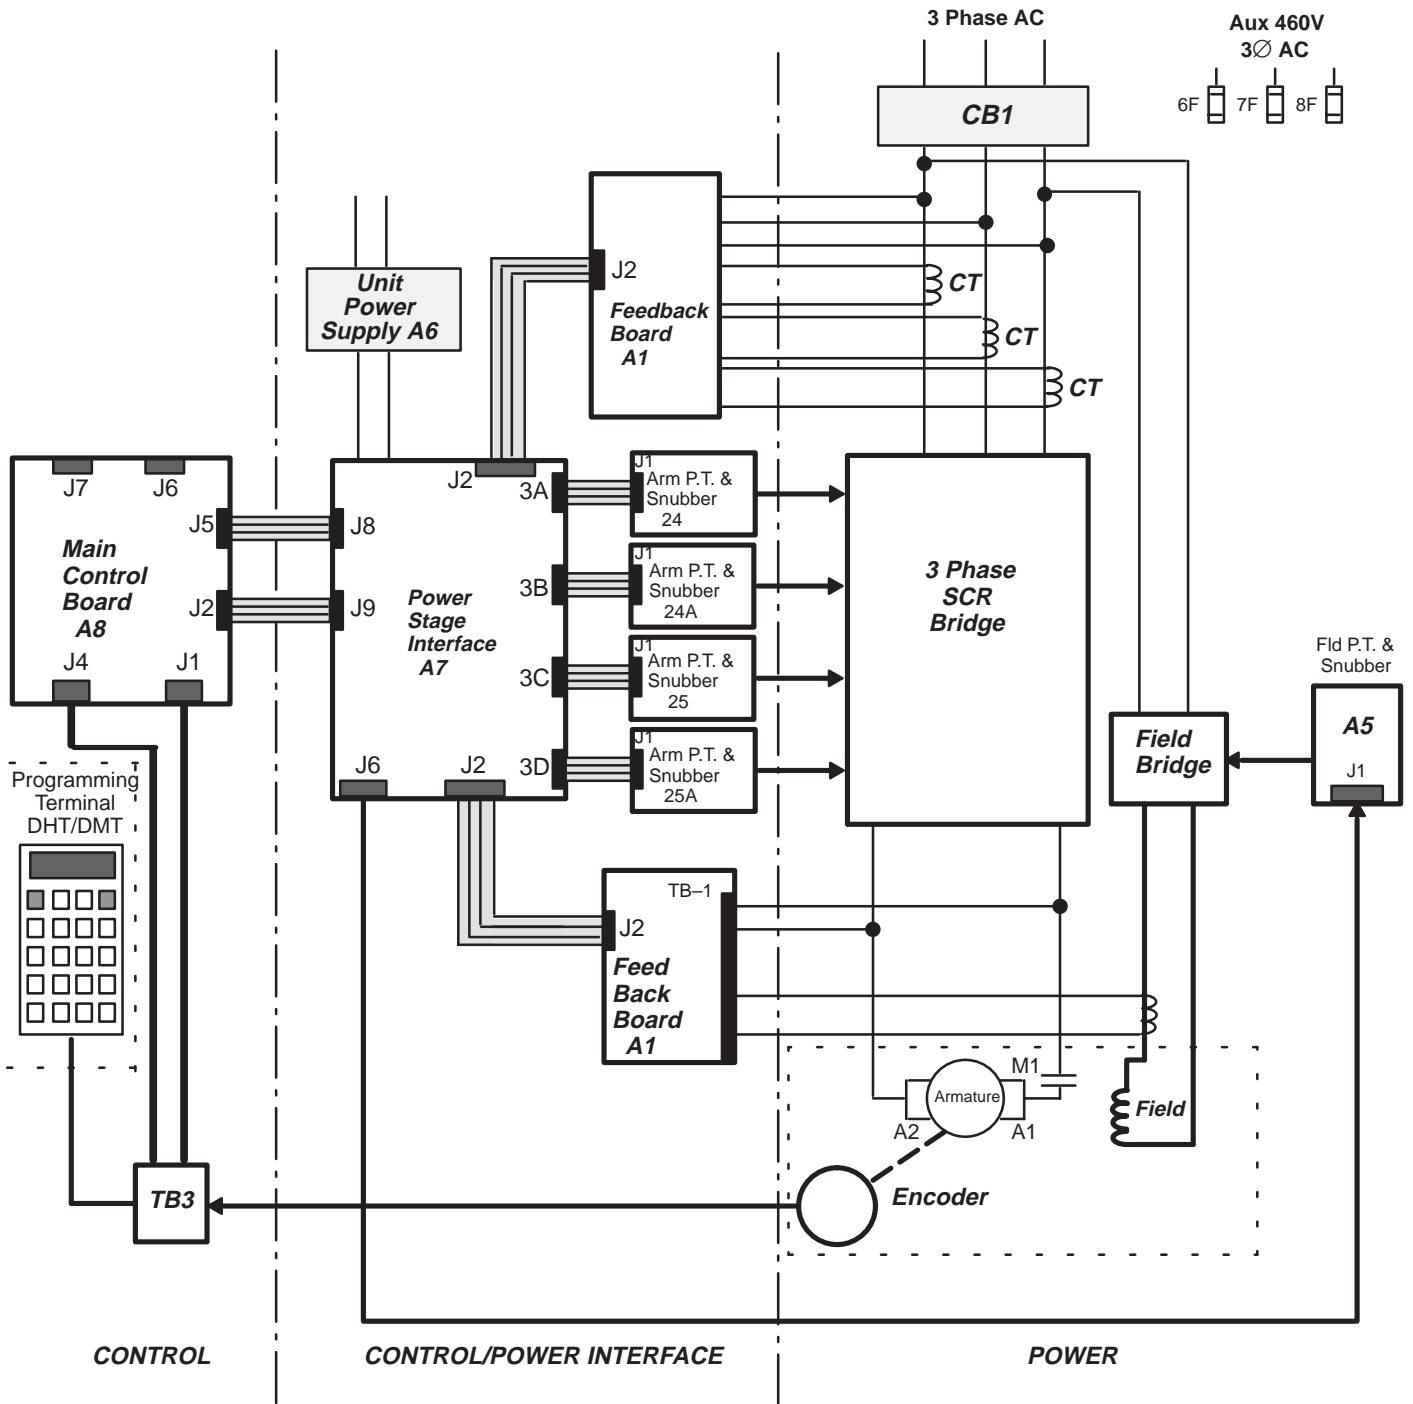 3 Phase AC
Aux 460V
3∅ AC
6F
7F
8F
CB1
Unit
Power
Supply A6
J2
Feedback
Board
A1
CT
CT
CT
J7
J6
J5
Main
Control
Board
A8
J2
J4
J1
J2
J8
J9
Power
Stage
Interface
A7
3A
3B
3C
3D
J6
J2
J1
Arm P.T. &
Snubber
24
J1
Arm P.T. &
Snubber
24A
J1
Arm P.T. &
Snubber
25
J1
Arm P.T. &
Snubber
25A
3 Phase
SCR
Bridge
Fld P.T. &
Snubber
A5
J1
Field
Bridge
Programming
Terminal
DHT/DMT
TB–1
J2
Feed
Back
Board
A1
M1
Armature
A2
A1
Field
Encoder
TB3
CONTROL
CONTROL/POWER INTERFACE
POWER